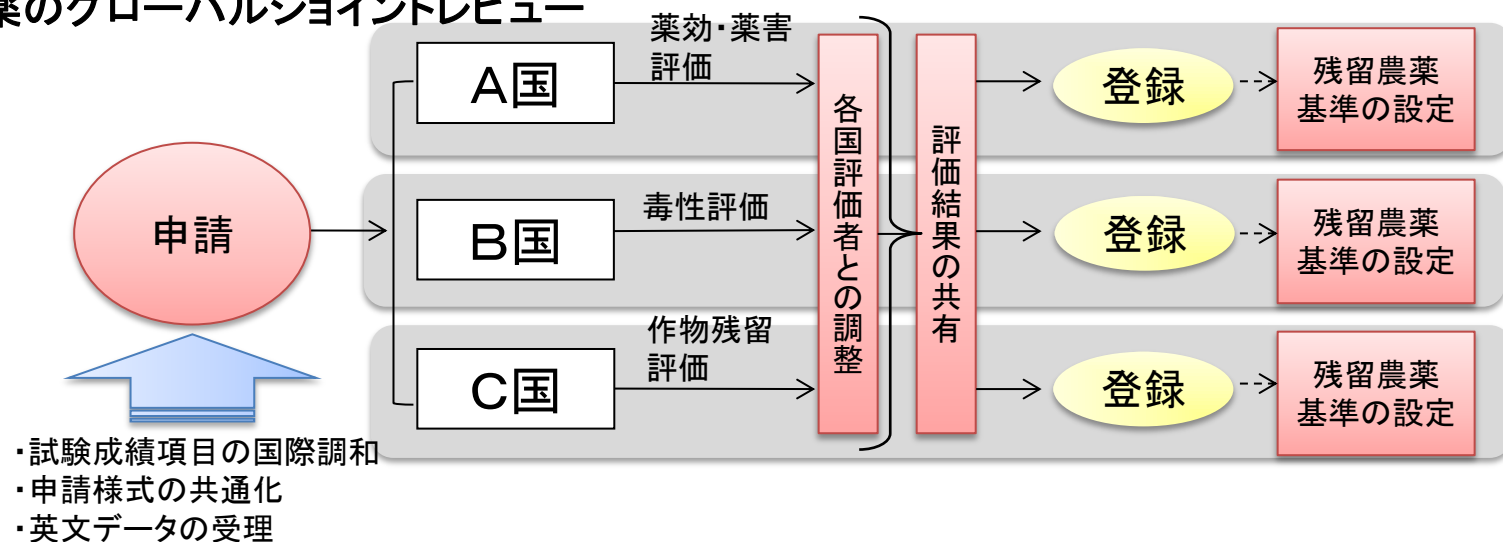 薬のグローバルジョイントレビュー
申請
・試験成績項目の国際調和
・申請様式の共通化
・英文データの受理
A国
薬効・薬害
評価
B国
毒性評価
C国
作物残留
評価
各国評価者との調整
評価結果の共有
登録
残留農薬
基準の設定
登録
残留農薬
基準の設定
登録
残留農薬
基準の設定